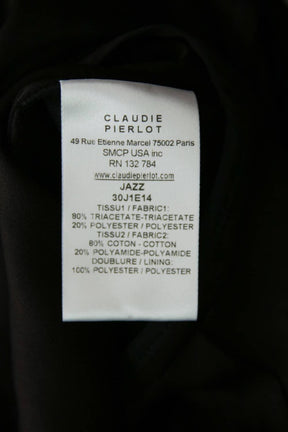 CLAUDIE
PIERLOT
49 Rue Etienne Marcel 75002 Paris
SMCP USA inc
RN 132 784
www.claudiepierlot.com
JAZZ
30J1E14
TISSU1 / FABRIC1:
80% TRIACETATE-TRIACETATE
20% POLYESTER / POLYESTER
TISSU2 / FABRIC2:
80% COTON - COTTON
20% POLYAMIDE-POLYAMIDE
DOUBLURE / LINING:
100% POLYESTER / POLYESTER